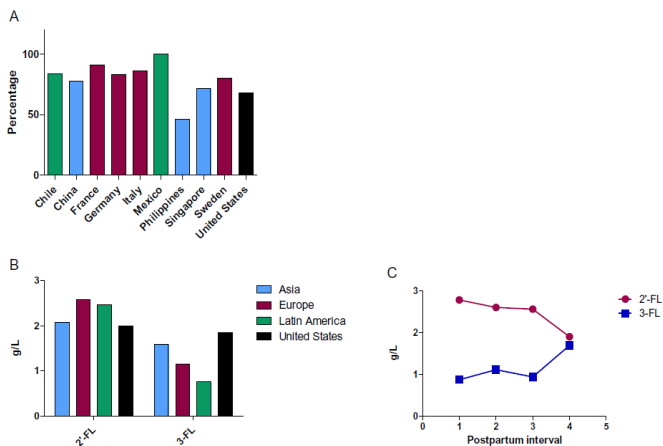 A
Percentage
100
50
0
Chile
China
France
Germany
Italy
Mexico
Philippines
Singapore
Sweden
United States
B
g/L
3
2
1
0
2'-FL
3-FL
Asia
Europe
Latin America
United States
C
g/L
3
2
1
0
0 1 2 3 4 5
Postpartum interval
2'-FL
3-FL